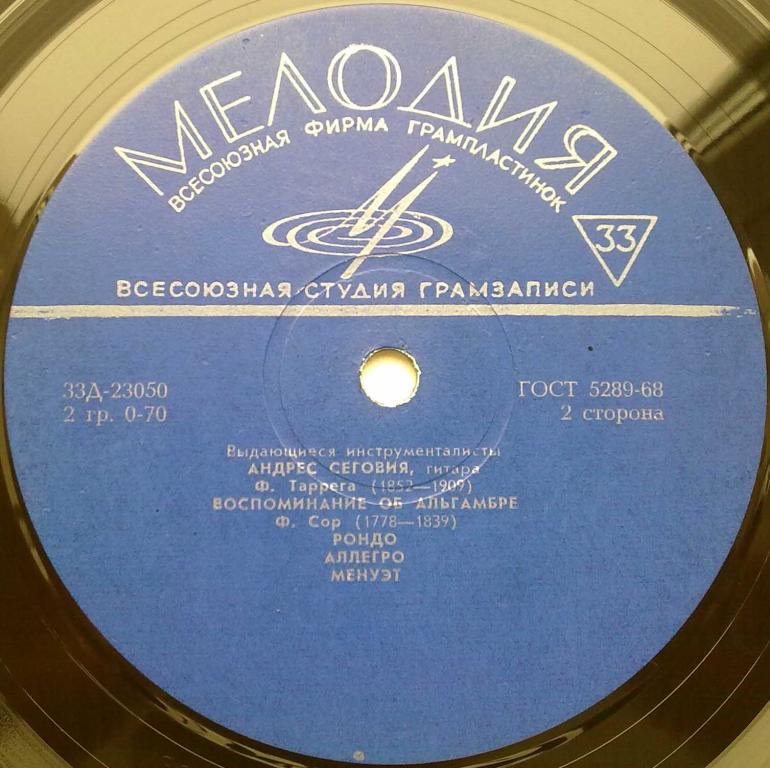 МЕЛОДИЯ
ВСЕСОЮЗНАЯ ФИРМА ГРАМПЛАСТИНОК
33
ВСЕСОЮЗНАЯ СТУДИЯ ГРАМЗАПИСИ
33Д-23050
2 гр. 0-70
ГОСТ 5289-68
2 сторона
Выдающиеся инструменталисты
АНДРЕС СЕГОВИЯ, гитара
Ф. Таррега (1852—1909)
ВОСПОМИНАНИЕ ОБ АЛЬГАМБРЕ
Ф. Сор (1778—1839)
РОНДО
АЛЛЕГРО
МЕНУЭТ